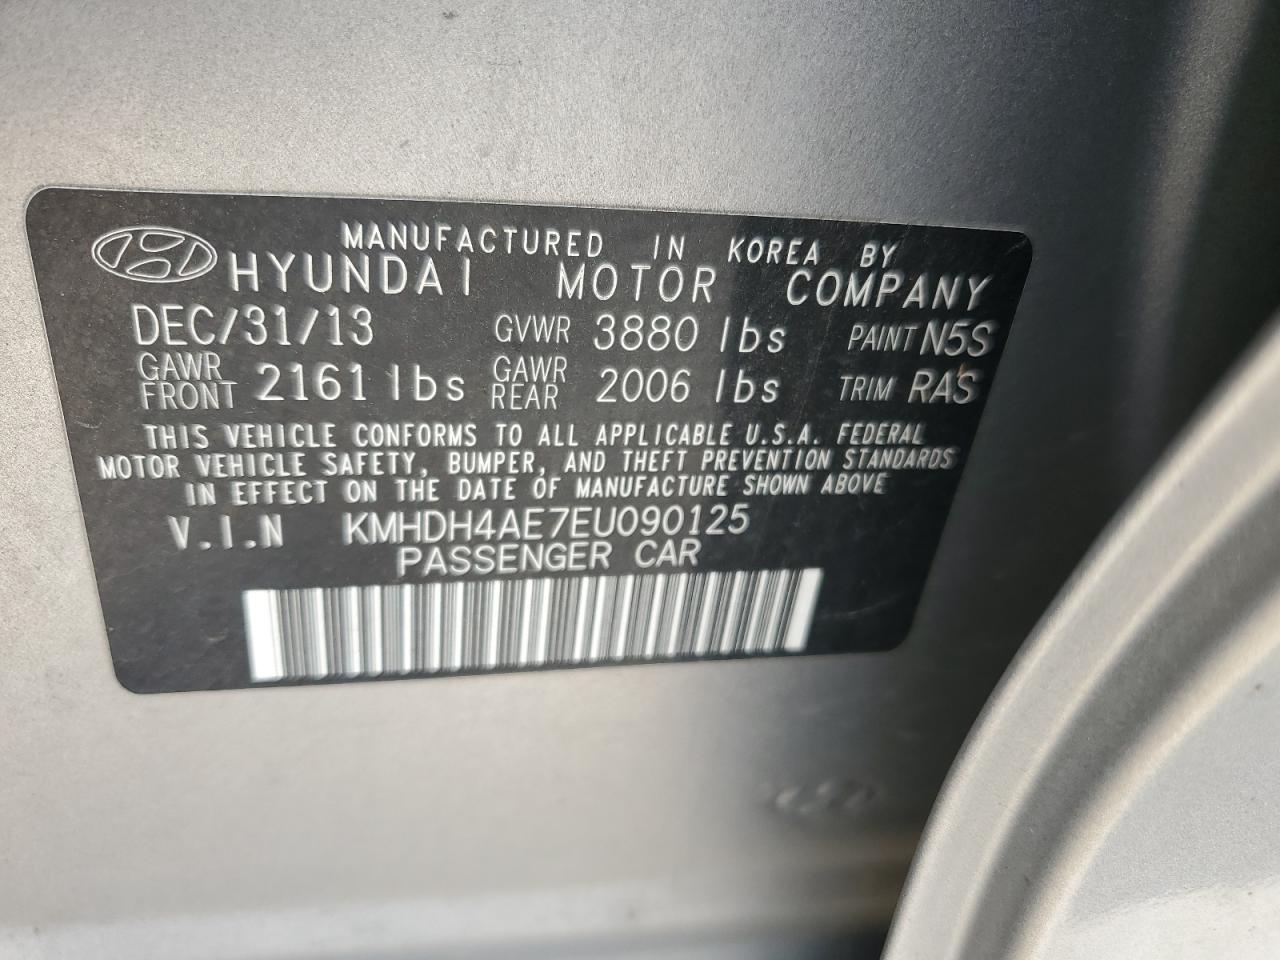 MANUFACTURED IN KOREA BY
HYUNDAI MOTOR COMPANY
DEC/31/13 GVWR 3880 lbs PAINT N5S
GAWR FRONT 2161 lbs GAWR REAR 2006 lbs TRIM RAS
THIS VEHICLE CONFORMS TO ALL APPLICABLE U.S.A. FEDERAL
MOTOR VEHICLE SAFETY, BUMPER, AND THEFT PREVENTION STANDARDS
IN EFFECT ON THE DATE OF MANUFACTURE SHOWN ABOVE
V.I.N KMHDH4AE7EU090125
PASSENGER CAR